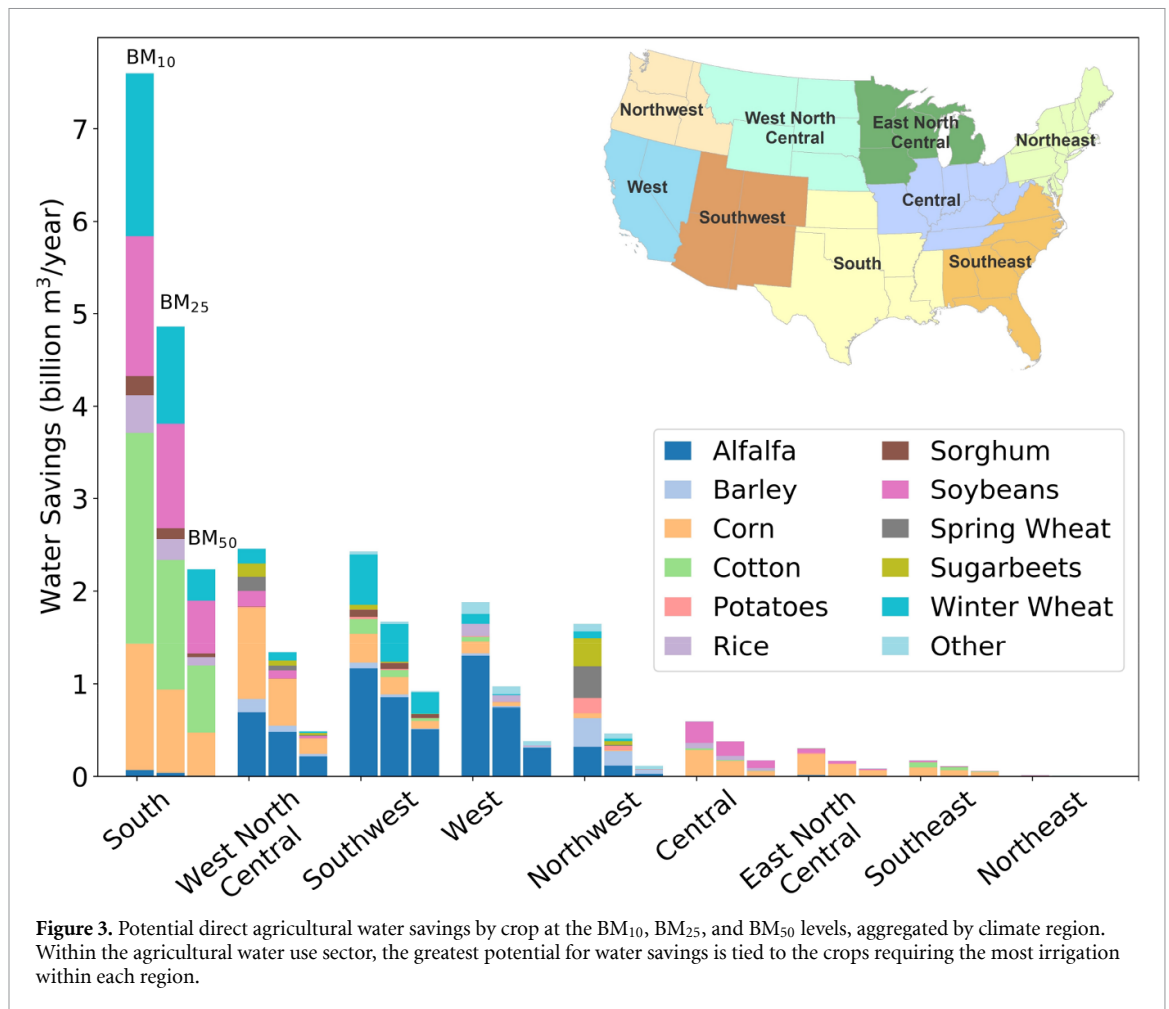 BM₁₀
BM₂₅
BM₵₀
Water Savings (billion m³/year)
7
6
5
4
3
2
1
0
Northwest
West North
Central
East North
Central
Northeast
West
Southwest
Central
South
Southeast
Alfalfa
Barley
Corn
Cotton
Potatoes
Rice
Sorghum
Soybeans
Spring Wheat
Sugarbeets
Winter Wheat
Other
South
West North
Central
Southwest
West
Northwest
Central
East North
Central
Southeast
Northeast
Figure 3. Potential direct agricultural water savings by crop at the BM₁₀, BM₂₅, and BM₅₀ levels, aggregated by climate region.
Within the agricultural water use sector, the greatest potential for water savings is tied to the crops requiring the most irrigation
within each region.